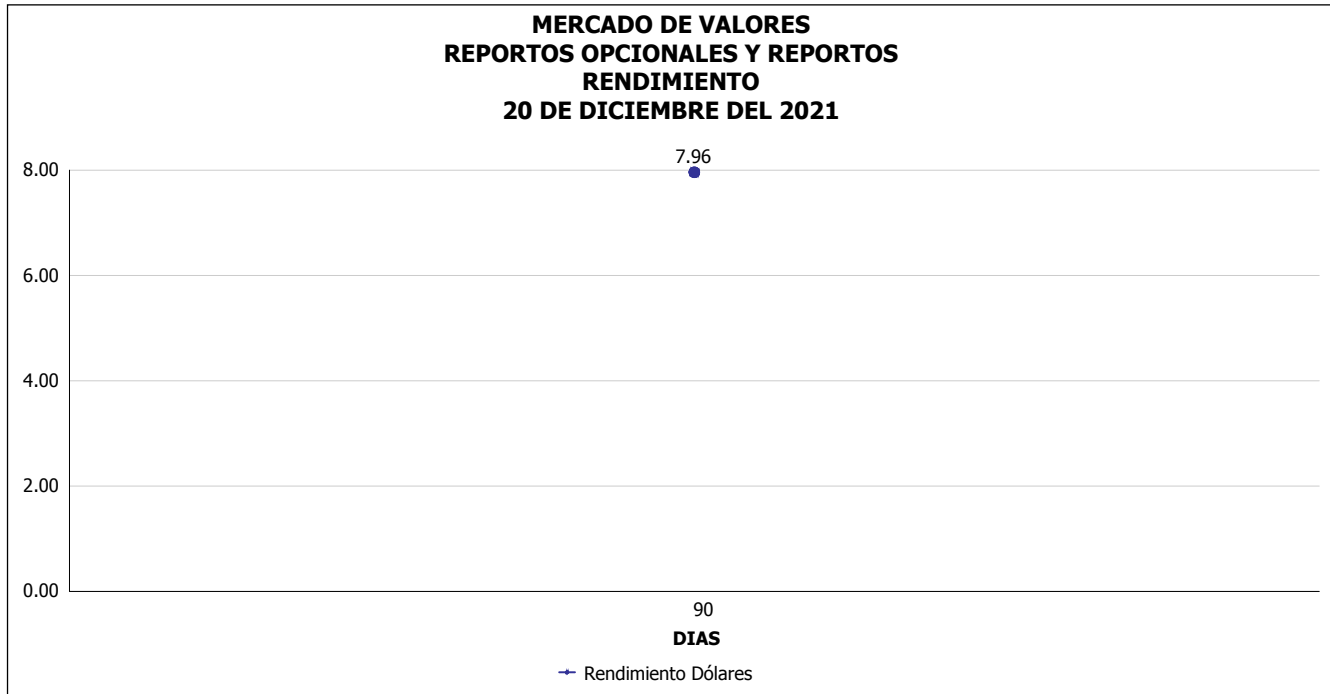 MERCADO DE VALORES
REPORTOS OPCIONALES Y REPORTOS
RENDIMIENTO
20 DE DICIEMBRE DEL 2021
7.96
8.00
6.00
4.00
2.00
0.00
90
DIAS
Rendimiento Dólares